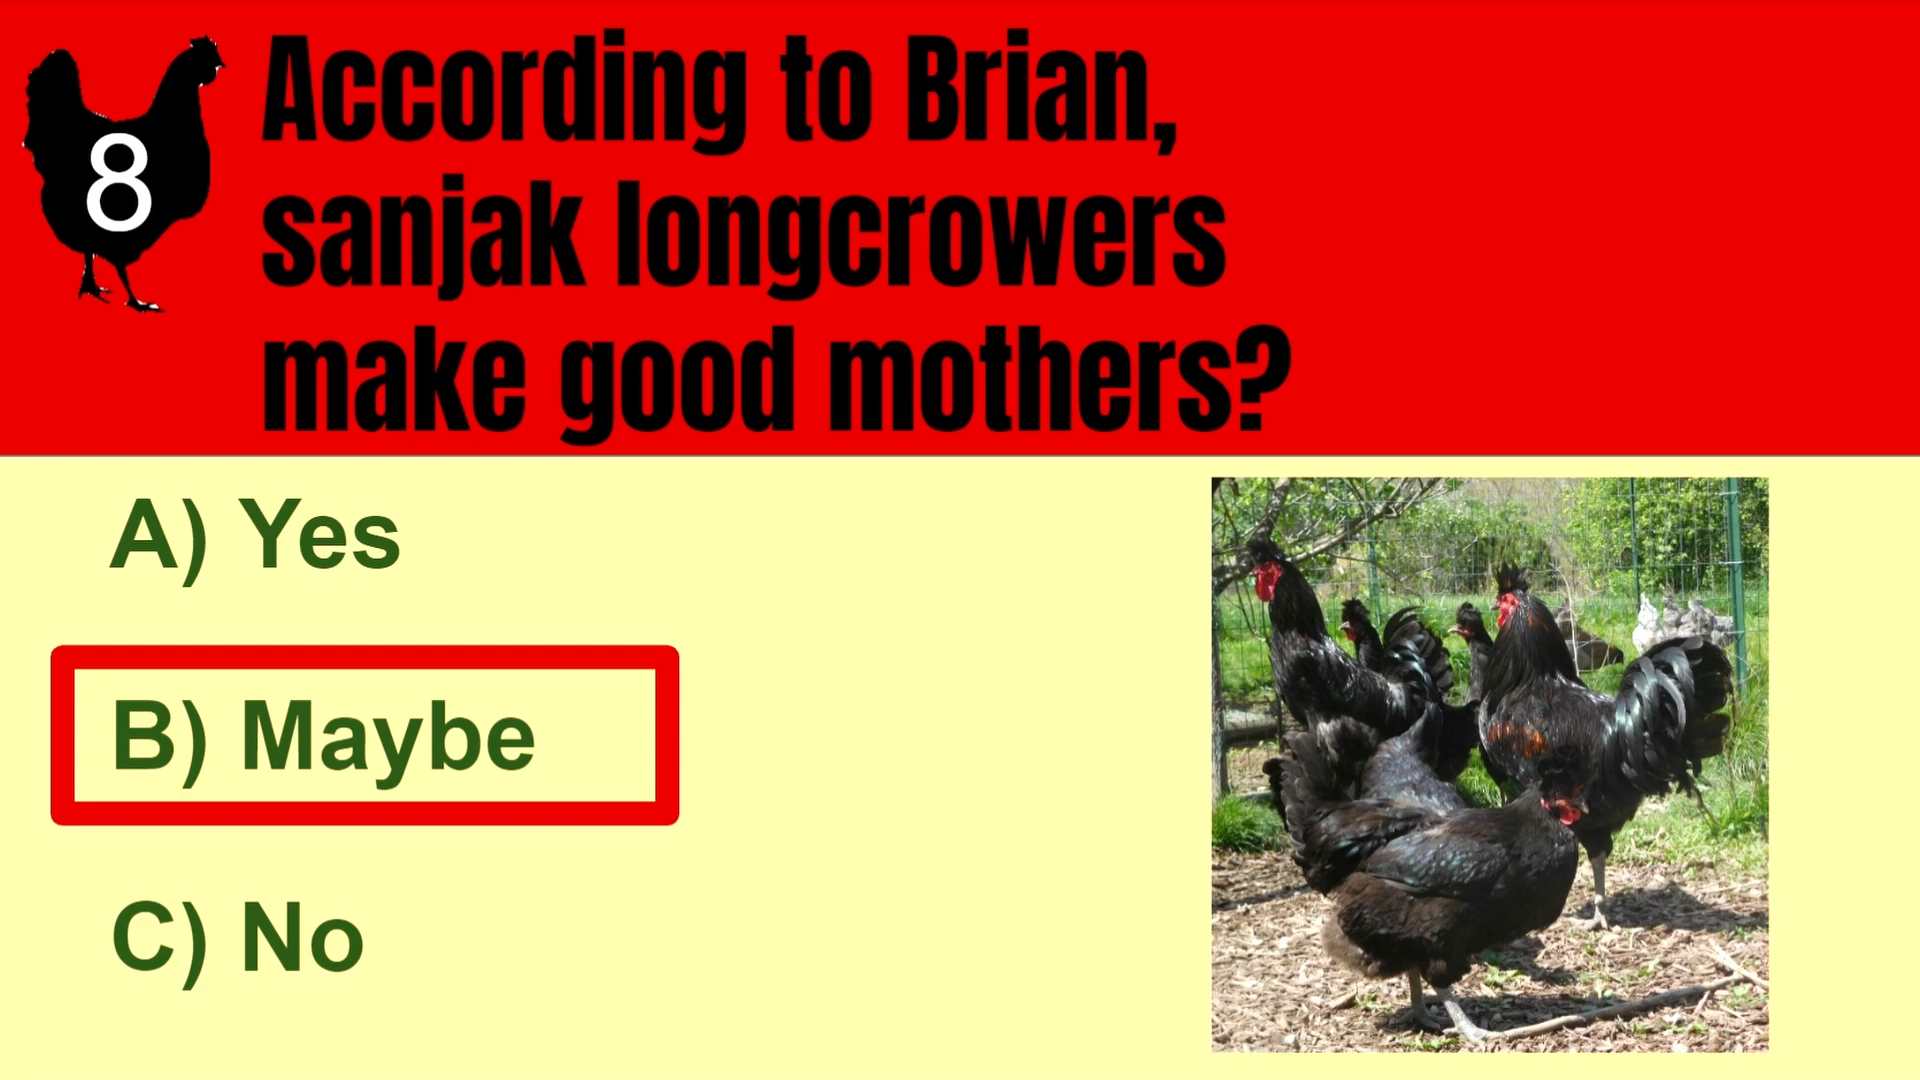 8
According to Brian,
sanjak longcrowers
make good mothers?
A) Yes
B) Maybe
C) No